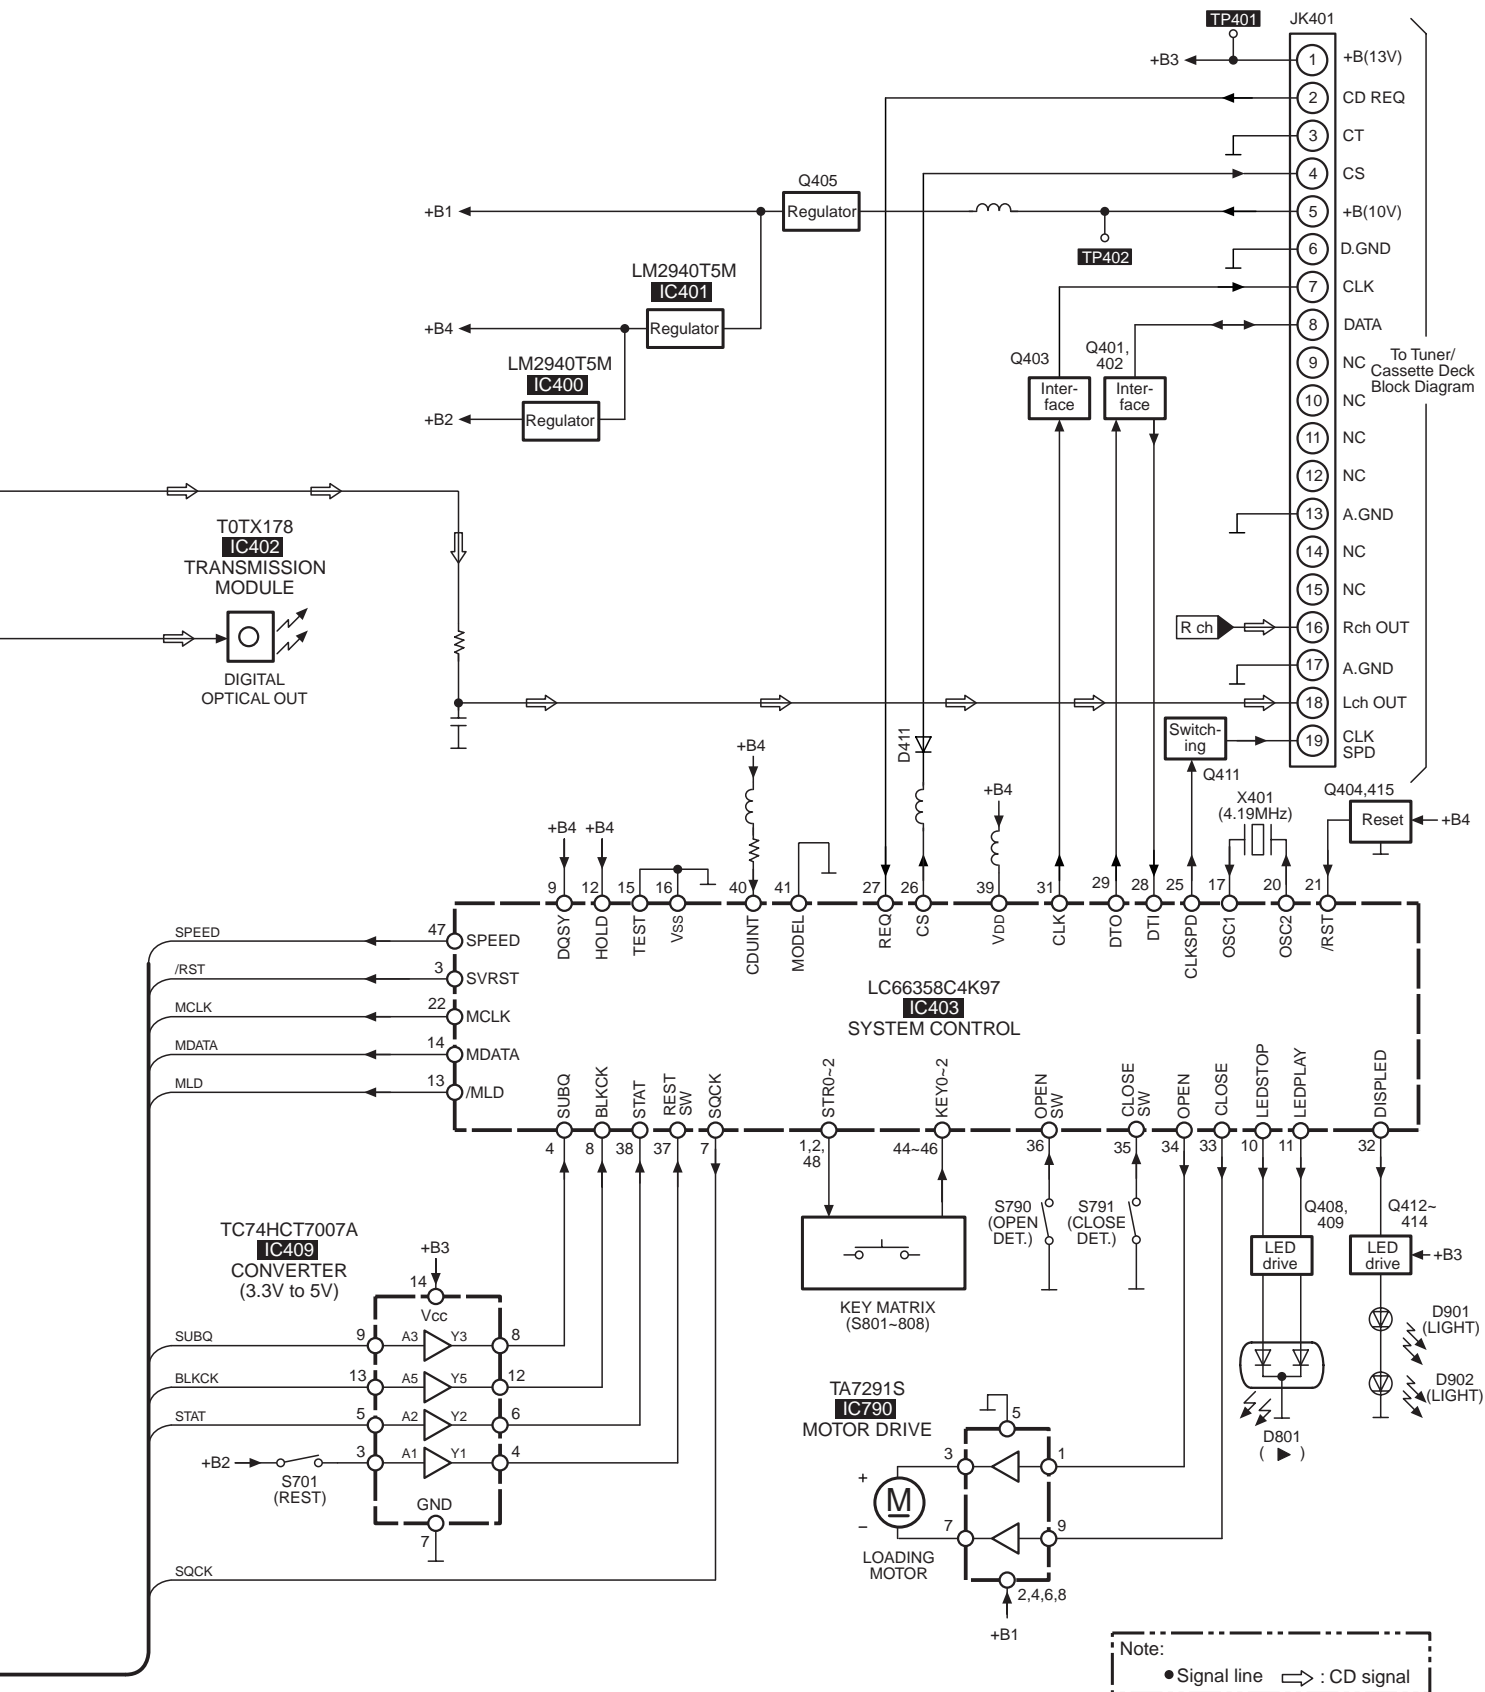 TP401
JK401
+B3
1
+B(13V)
2
CD REQ
3
CT
4
CS
Q405
+B1
Regulator
5
+B(10V)
TP402
6
D.GND
LM2940T5M
IC401
7
CLK
+B4
Regulator
8
DATA
Q403
Q401,
402
Inter-
face
Inter-
face
To Tuner/
Cassette Deck
Block Diagram
9
NC
LM2940T5M
IC400
10
NC
+B2
Regulator
11
NC
12
NC
13
A.GND
T0TX178
IC402
TRANSMISSION
MODULE
14
NC
15
NC
R ch
16
Rch OUT
DIGITAL
OPTICAL OUT
17
A.GND
18
Lch OUT
Switch-
ing
19
CLK
SPD
D411
+B4
Q411
+B4
X401
(4.19MHz)
Q404,415
Reset
+B4
+B4 +B4
9 12 15 16 40 41 27 26 39 31 29 28 25 17 20 21
DQSY
HOLD
TEST
VSS
CDUINT
MODEL
REQ
CS
VDD
CLK
DTO
DTI
CLKSPD
OSC1
OSC2
/RST
SPEED
47
SPEED
/RST
3
SVRST
MCLK
22
MCLK
MDATA
14
MDATA
MLD
13
/MLD
LC66358C4K97
IC403
SYSTEM CONTROL
SUBQ
BLKCK
STAT
REST
SW
SQCK
STR0~2
KEY0~2
OPEN
SW
CLOSE
SW
OPEN
CLOSE
LEDSTOP
LEDPLAY
DISPLED
4 8 38 37 7
1,2,
48
44~46
36 35 34 33 10 11 32
S790
(OPEN
DET.)
S791
(CLOSE
DET.)
Q408,
409
Q412~
414
LED
drive
LED
drive
+B3
KEY MATRIX
(S801~808)
D901
(LIGHT)
D902
(LIGHT)
D801
( ▶ )
TC74HCT7007A
IC409
CONVERTER
(3.3V to 5V)
+B3
14
Vcc
SUBQ
9
A3
Y3
8
BLKCK
13
A5
Y5
12
STAT
5
A2
Y2
6
+B2
S701
(REST)
3
A1
Y1
4
GND
7
SQCK
TA7291S
IC790
MOTOR DRIVE
5
3
1
+
M
–
7
9
LOADING
MOTOR
2,4,6,8
+B1
Note:
● Signal line
: CD signal